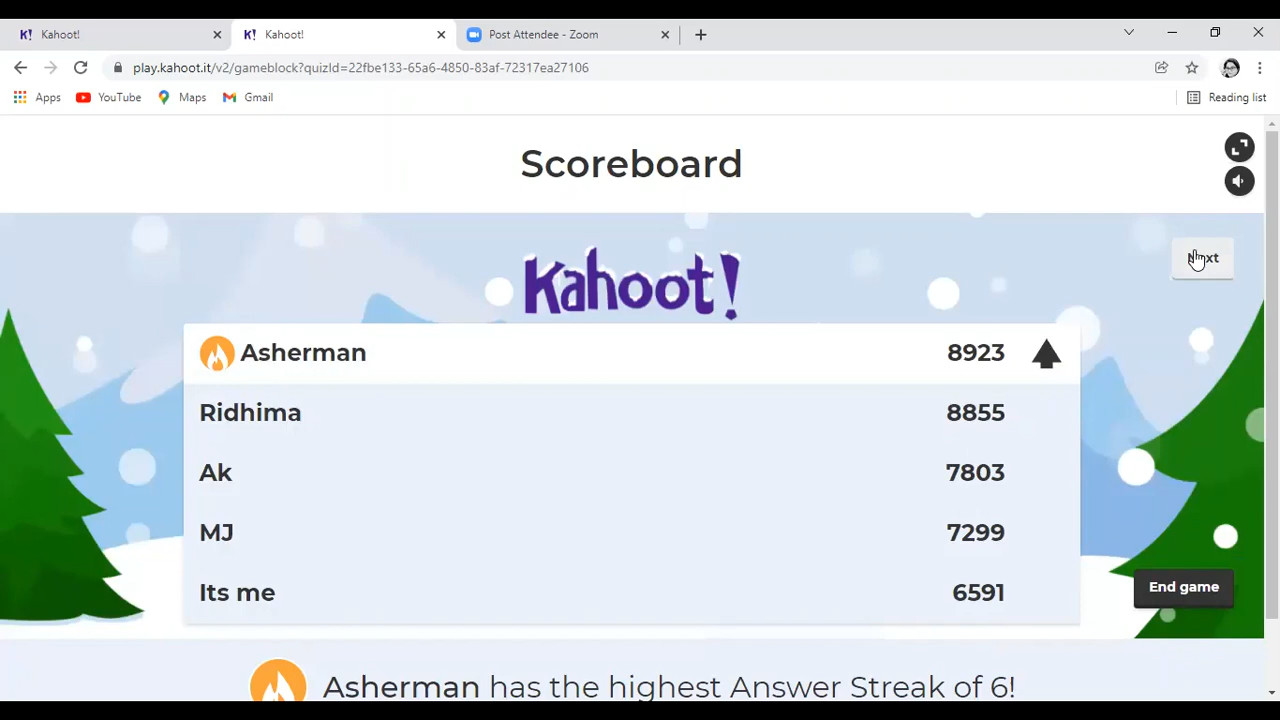 K! Kahoot!
K! Kahoot!
Post Attendee - Zoom
play.kahoot.it/v2/gameblock?quizId=22fbe133-65a6-4850-83af-72317ea27106
Apps YouTube Maps Gmail Reading list
Scoreboard
Next
Kahoot!
Asherman 8923
Ridhima 8855
Ak 7803
MJ 7299
Its me 6591
End game
Asherman has the highest Answer Streak of 6!